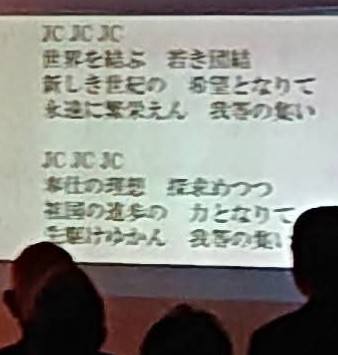 JC JC JC
世界を結ぶ 若き団結
新しき世紀の 希望となりて
永遠に繁栄えん 我等の集い
JC JC JC
奉仕の理想 探求めつつ
祖国の進歩の 力となりて
先駆けゆかん 我等の集い